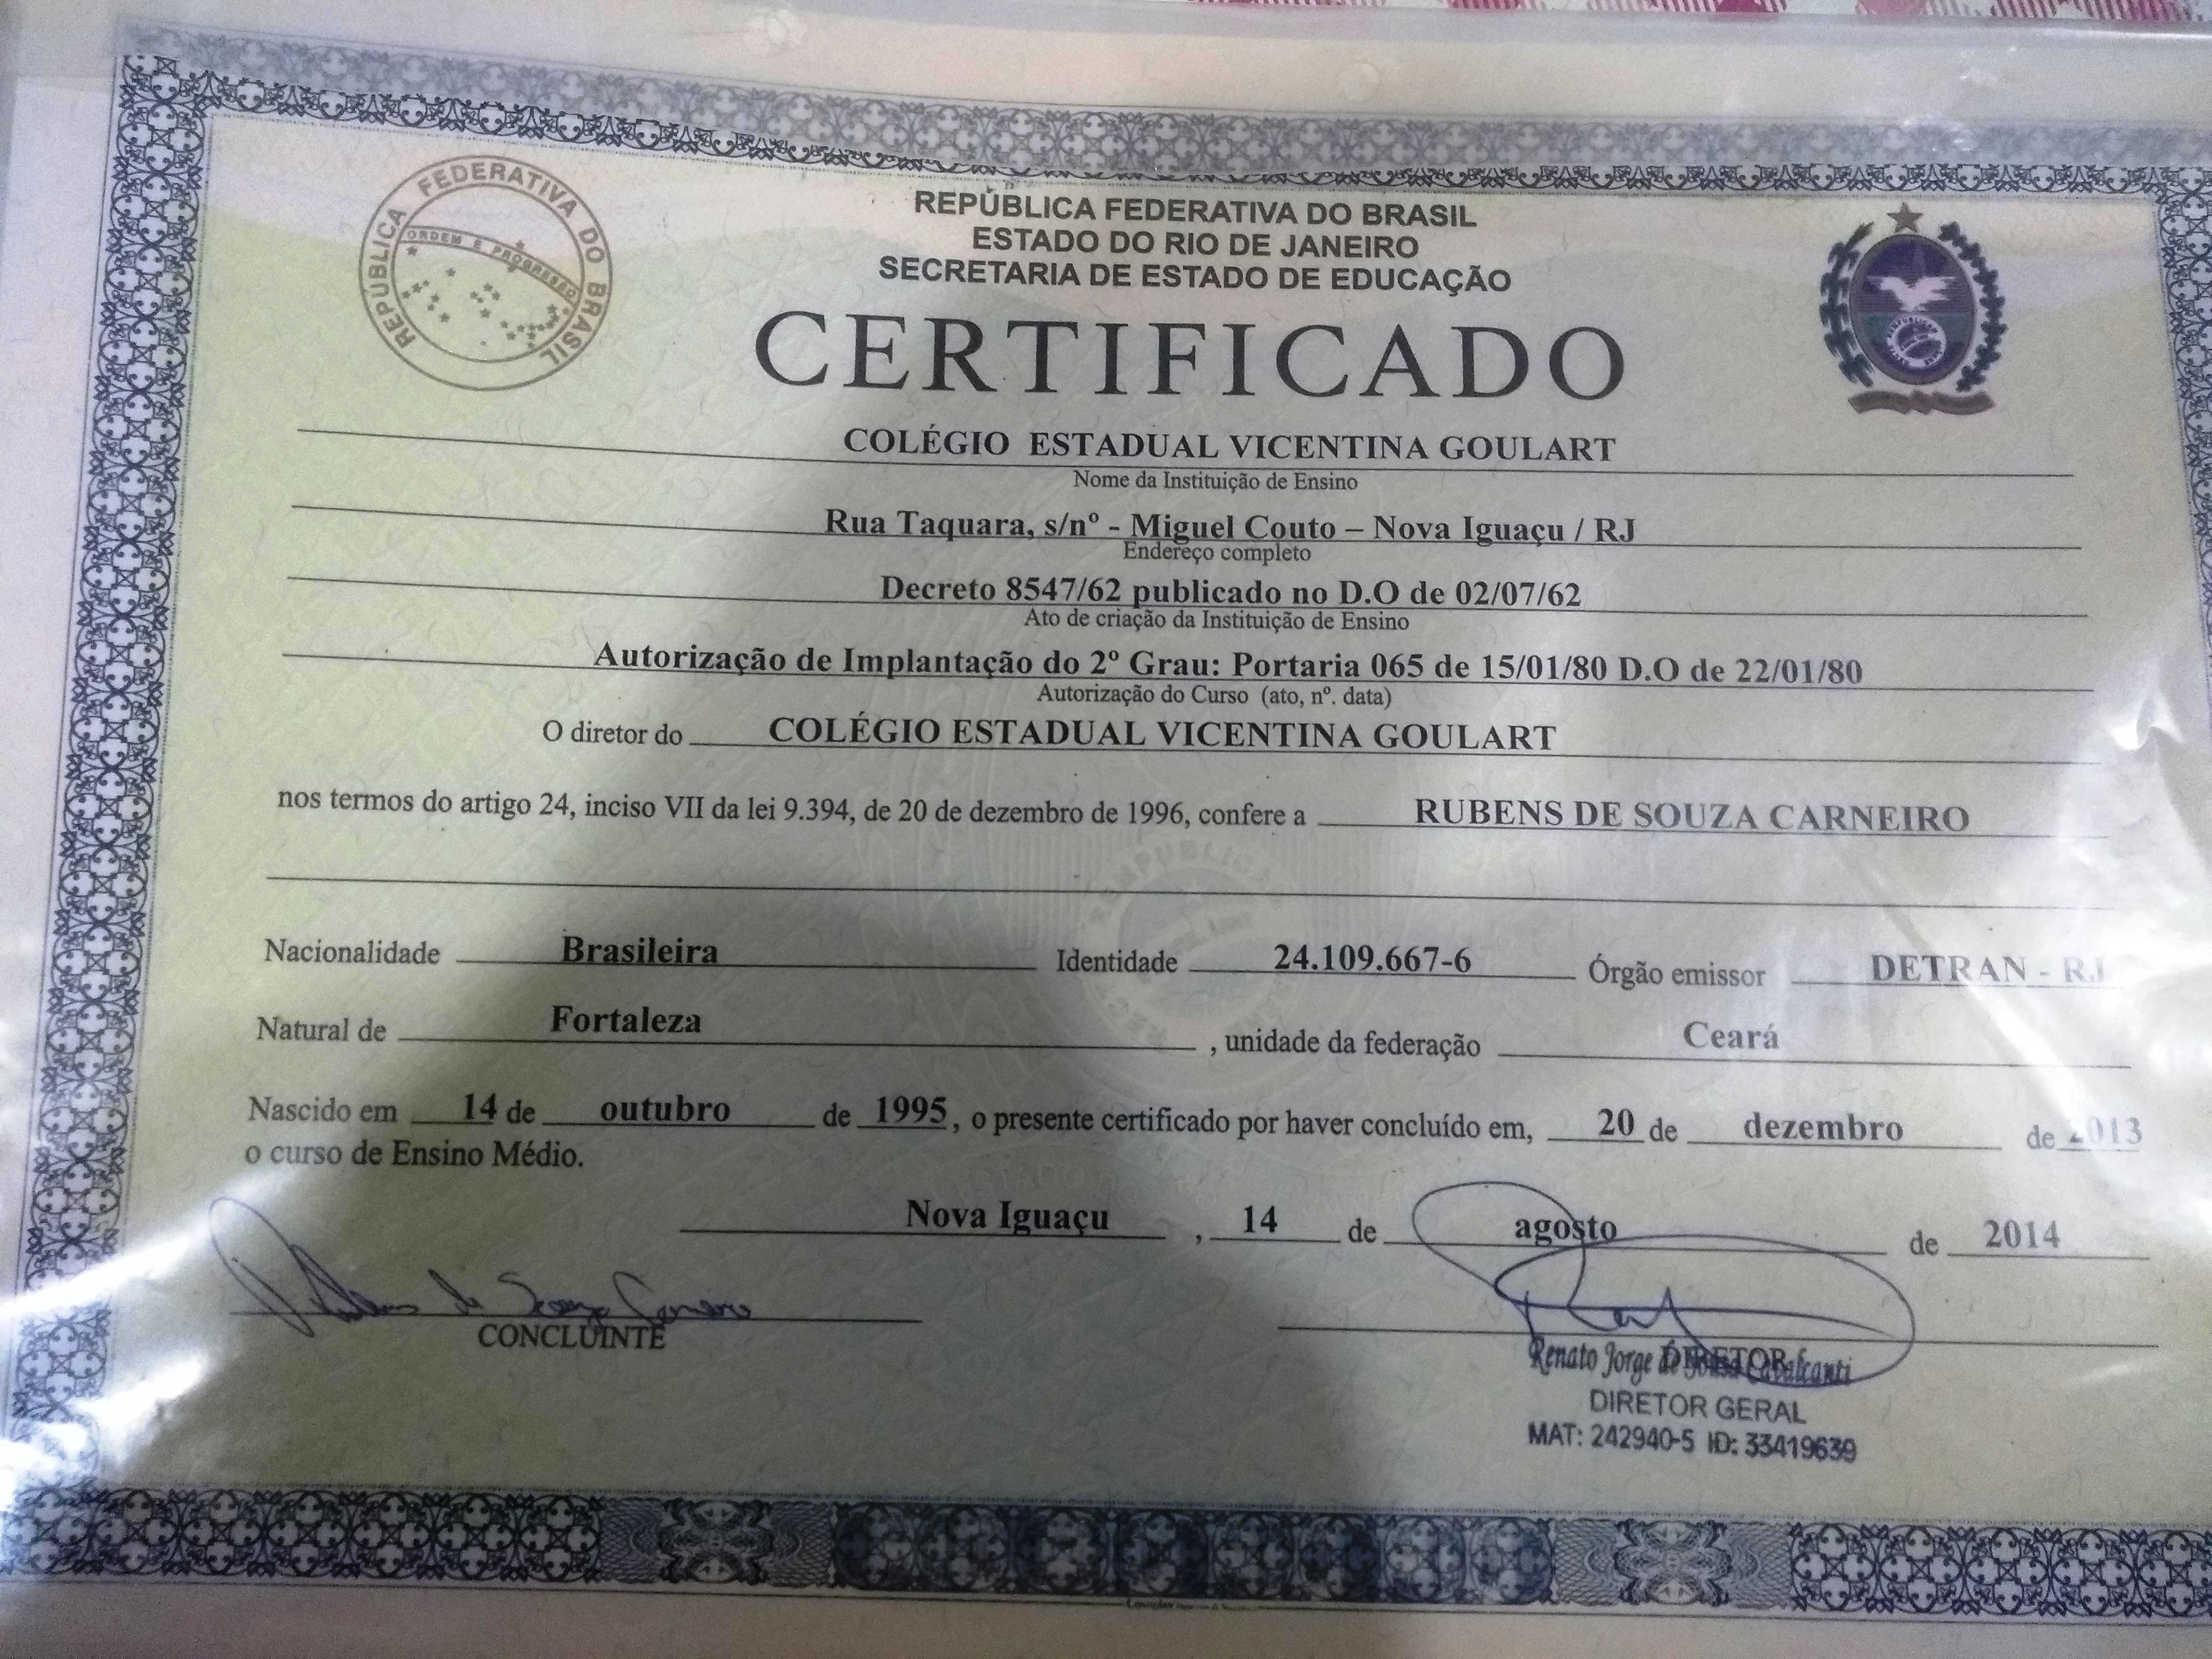 REPÚBLICA FEDERATIVA DO BRASIL
ORDEM E PROGRESSO
REPÚBLICA FEDERATIVA DO BRASIL
ESTADO DO RIO DE JANEIRO
SECRETARIA DE ESTADO DE EDUCAÇÃO
CERTIFICADO
COLÉGIO ESTADUAL VICENTINA GOULART
Nome da Instituição de Ensino
Rua Taquara, s/nº - Miguel Couto – Nova Iguaçu / RJ
Endereço completo
Decreto 8547/62 publicado no D.O de 02/07/62
Ato de criação da Instituição de Ensino
Autorização de Implantação do 2º Grau: Portaria 065 de 15/01/80 D.O de 22/01/80
Autorização do Curso (ato, nº. data)
O diretor do COLÉGIO ESTADUAL VICENTINA GOULART
nos termos do artigo 24, inciso VII da lei 9.394, de 20 de dezembro de 1996, confere a RUBENS DE SOUZA CARNEIRO
Nacionalidade Brasileira Identidade 24.109.667-6 Órgão emissor DETRAN - RJ
Natural de Fortaleza , unidade da federação Ceará
Nascido em 14 de outubro de 1995, o presente certificado por haver concluído em, 20 de dezembro de 2013
o curso de Ensino Médio.
Nova Iguaçu , 14 de agosto de 2014
Rubens de Souza Carneiro
CONCLUINTE
DIRETOR
Renato Jorge de Sousa Cavalcanti
DIRETOR GERAL
MAT: 242940-5 ID: 33419639